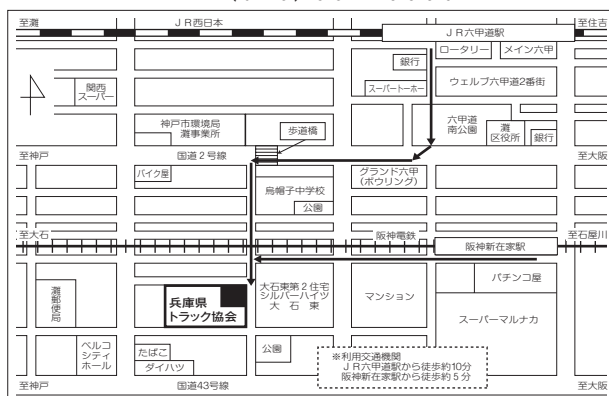 至灘
JR西日本
JR六甲道駅
至住吉
ロータリー
メイン六甲
銀行
関西
スーパー
スーパートーホー
ウェルブ六甲道2番街
神戸市環境局
灘事業所
歩道橋
六甲道
南公園
灘
区役所
銀行
至神戸
国道2号線
至大阪
バイク屋
烏帽子中学校
グランド六甲
(ボウリング)
公園
至大石
阪神電鉄
阪神新在家駅
至石屋川
灘
郵
便
局
兵庫県
トラック協会
大石東第2住宅
シルバーハイツ
大石東
マンション
パチンコ屋
スーパーマルナカ
ベルコ
シティ
ホール
たばこ
ダイハツ
公園
※利用交通機関
JR六甲道駅から徒歩約10分
阪神新在家駅から徒歩約5分
至神戸
国道43号線
至大阪